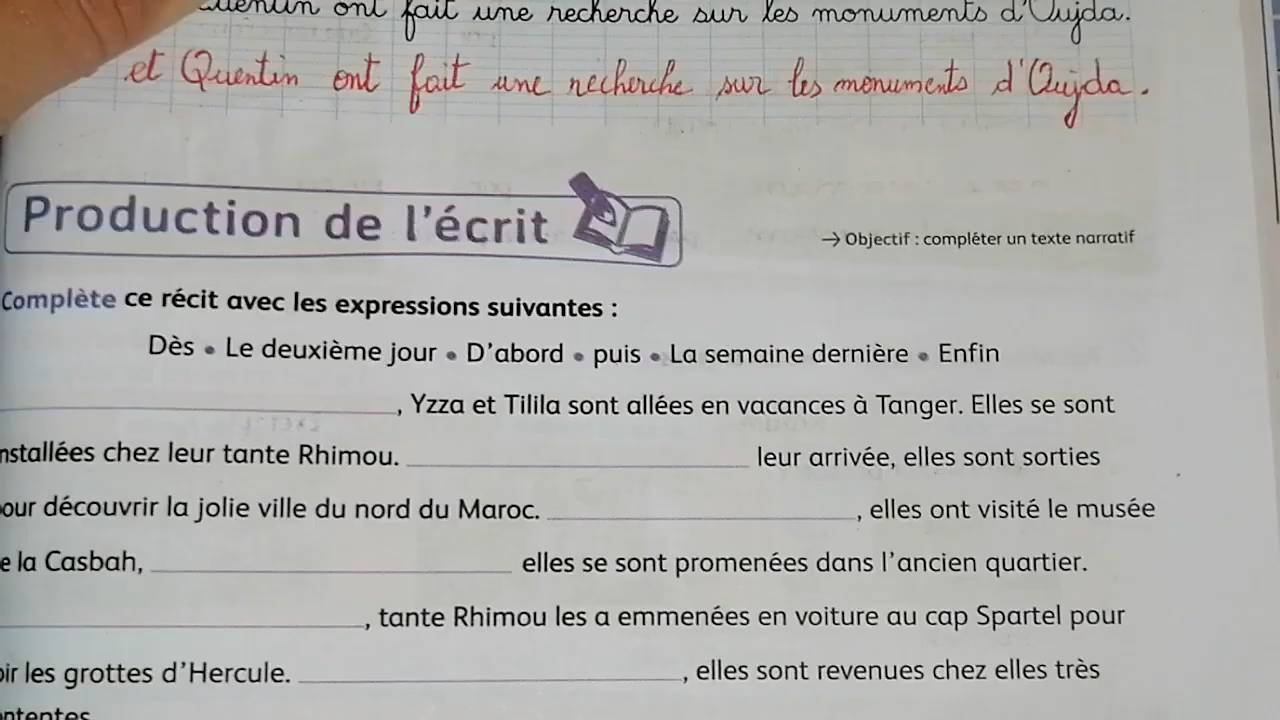 ont fait une recherche sur les monuments d'Oujda.
et Quentin ont fait une recherche sur les monuments d'Oujda.
Production de l'écrit
→ Objectif : compléter un texte narratif
Complète ce récit avec les expressions suivantes :
Dès • Le deuxième jour • D'abord • puis • La semaine dernière • Enfin
, Yzza et Tilila sont allées en vacances à Tanger. Elles se sont
nstallées chez leur tante Rhimou. leur arrivée, elles sont sorties
our découvrir la jolie ville du nord du Maroc. , elles ont visité le musée
e la Casbah, elles se sont promenées dans l'ancien quartier.
, tante Rhimou les a emmenées en voiture au cap Spartel pour
oir les grottes d'Hercule. , elles sont revenues chez elles très